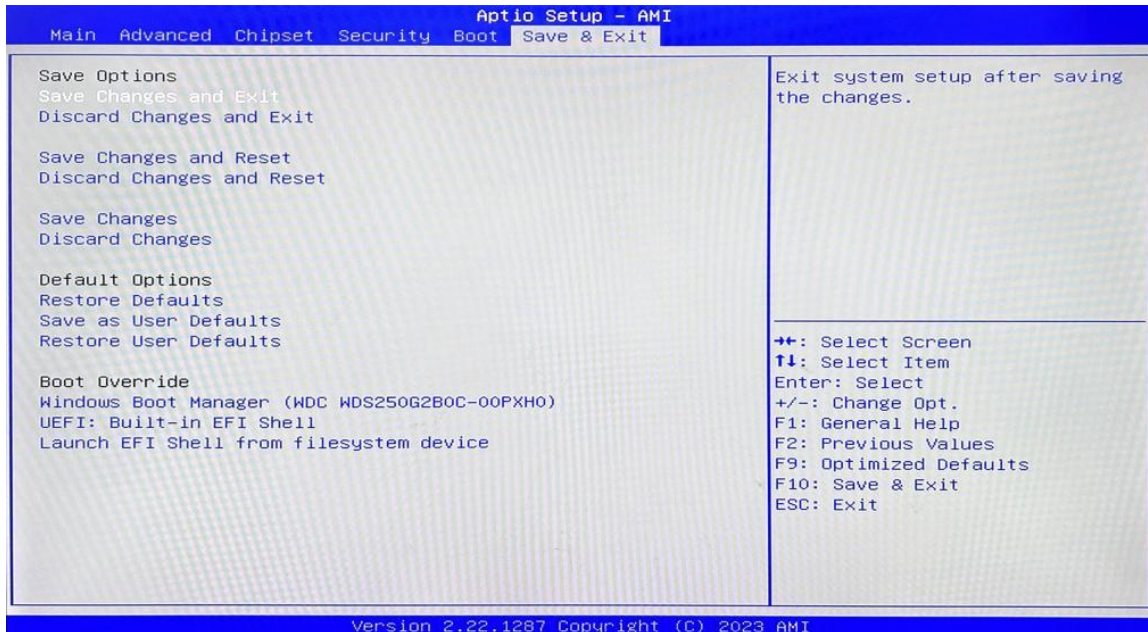 Aptio Setup – AMI
Main Advanced Chipset Security Boot Save & Exit
Save Options
Save Changes and Exit
Discard Changes and Exit
Save Changes and Reset
Discard Changes and Reset
Save Changes
Discard Changes
Default Options
Restore Defaults
Save as User Defaults
Restore User Defaults
Boot Override
Windows Boot Manager (WDC WDS250G2B0C-00PXH0)
UEFI: Built-in EFI Shell
Launch EFI Shell from filesystem device
Exit system setup after saving
the changes.
→←: Select Screen
↑↓: Select Item
Enter: Select
+/-: Change Opt.
F1: General Help
F2: Previous Values
F9: Optimized Defaults
F10: Save & Exit
ESC: Exit
Version 2.22.1287 Copyright (C) 2023 AMI